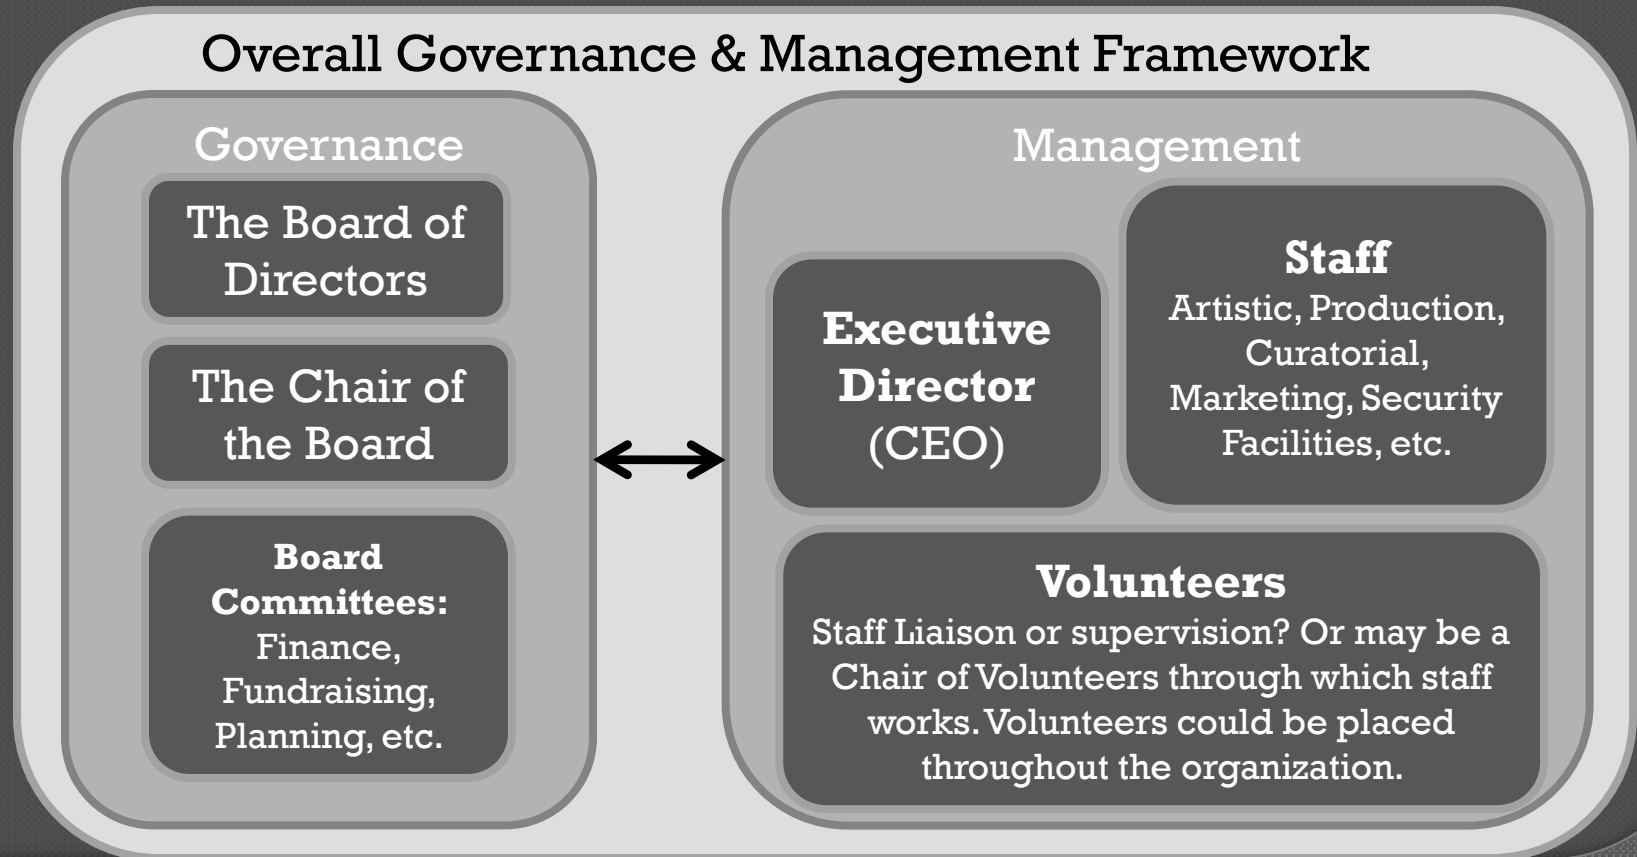 Overall Governance & Management Framework
Governance
The Board of
Directors
The Chair of
the Board
Board
Committees:
Finance,
Fundraising,
Planning, etc.
Management
Executive
Director
(CEO)
Staff
Artistic, Production,
Curatorial,
Marketing, Security
Facilities, etc.
Volunteers
Staff Liaison or supervision? Or may be a
Chair of Volunteers through which staff
works. Volunteers could be placed
throughout the organization.